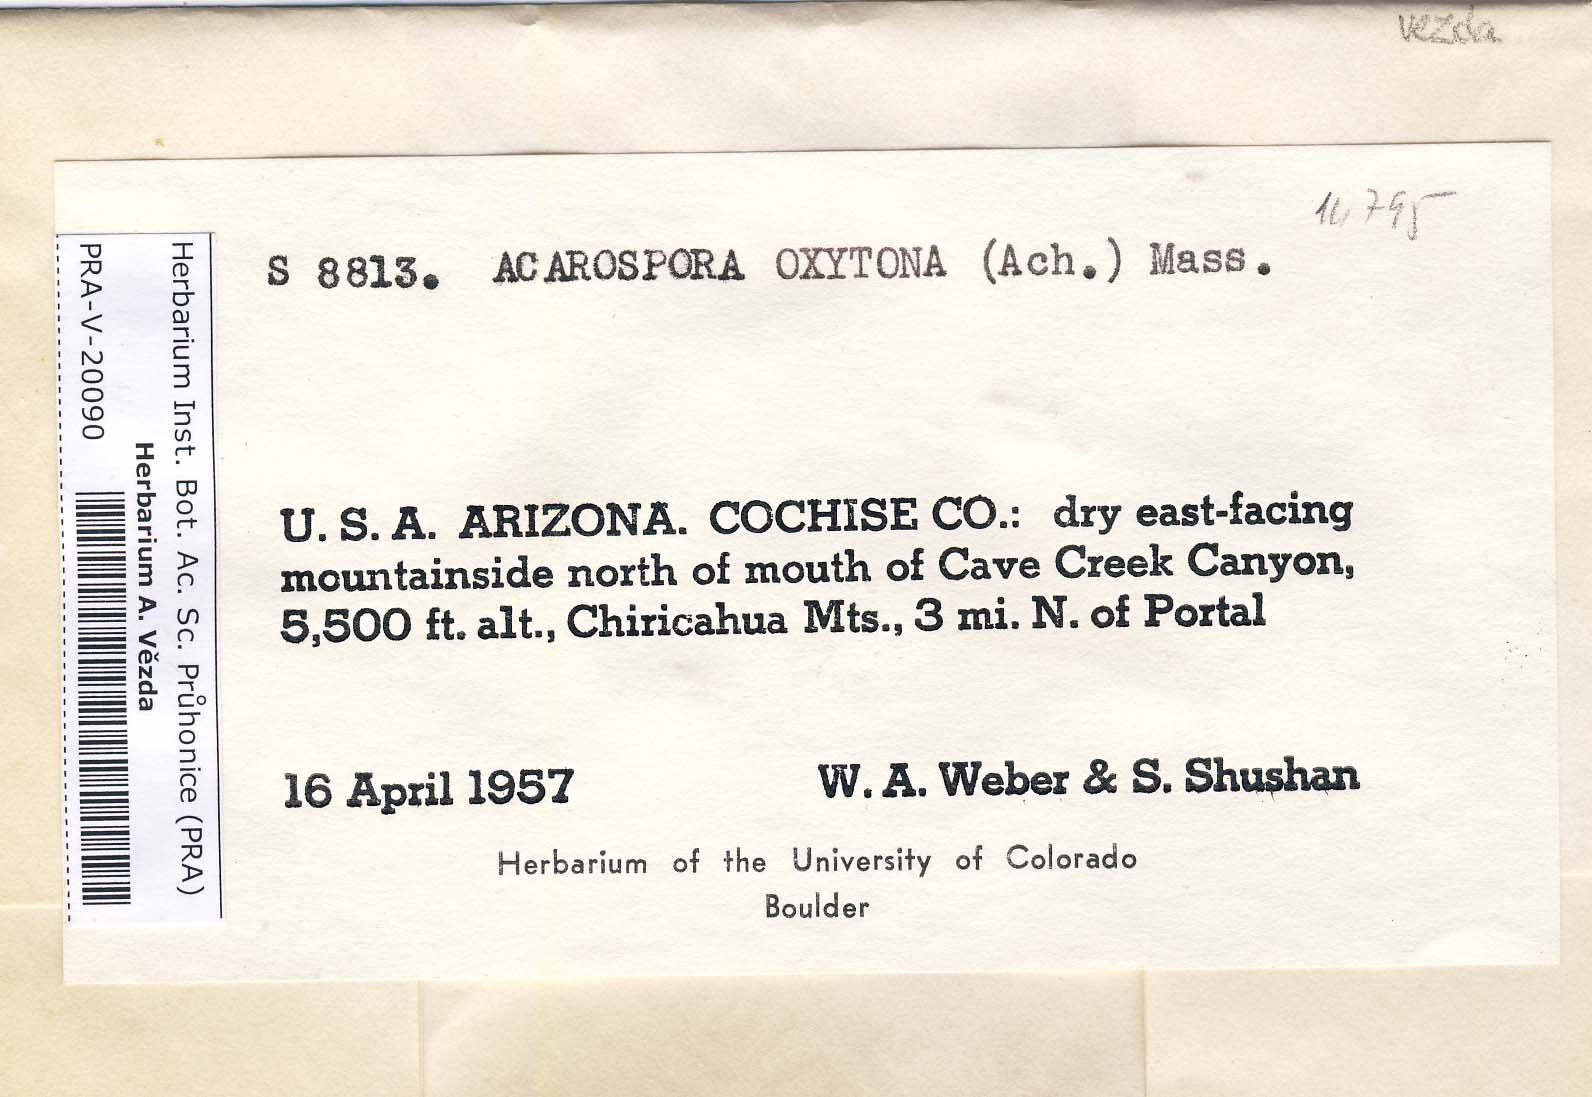 vezda
S 8813. ACAROSPORA OXYTONA (Ach.) Mass.
U. S. A. ARIZONA. COCHISE CO.: dry east-facing
mountainside north of mouth of Cave Creek Canyon,
5,500 ft. alt., Chiricahua Mts., 3 mi. N. of Portal
16 April 1957 W. A. Weber & S. Shushan
Herbarium of the University of Colorado
Boulder
Herbarium Inst. Bot. Ac. Sc. Průhonice (PRA)
Herbarium A. Vězda
PRA-V-20090